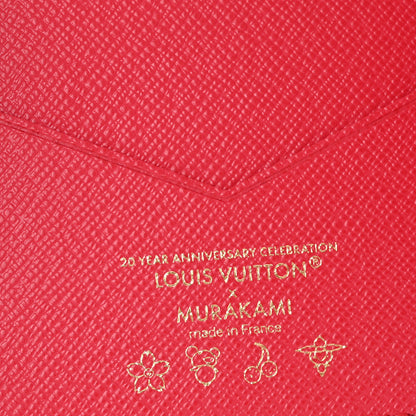 20 YEAR ANNIVERSARY CELEBRATION
LOUIS VUITTON®
x
MURAKAMI
made in France